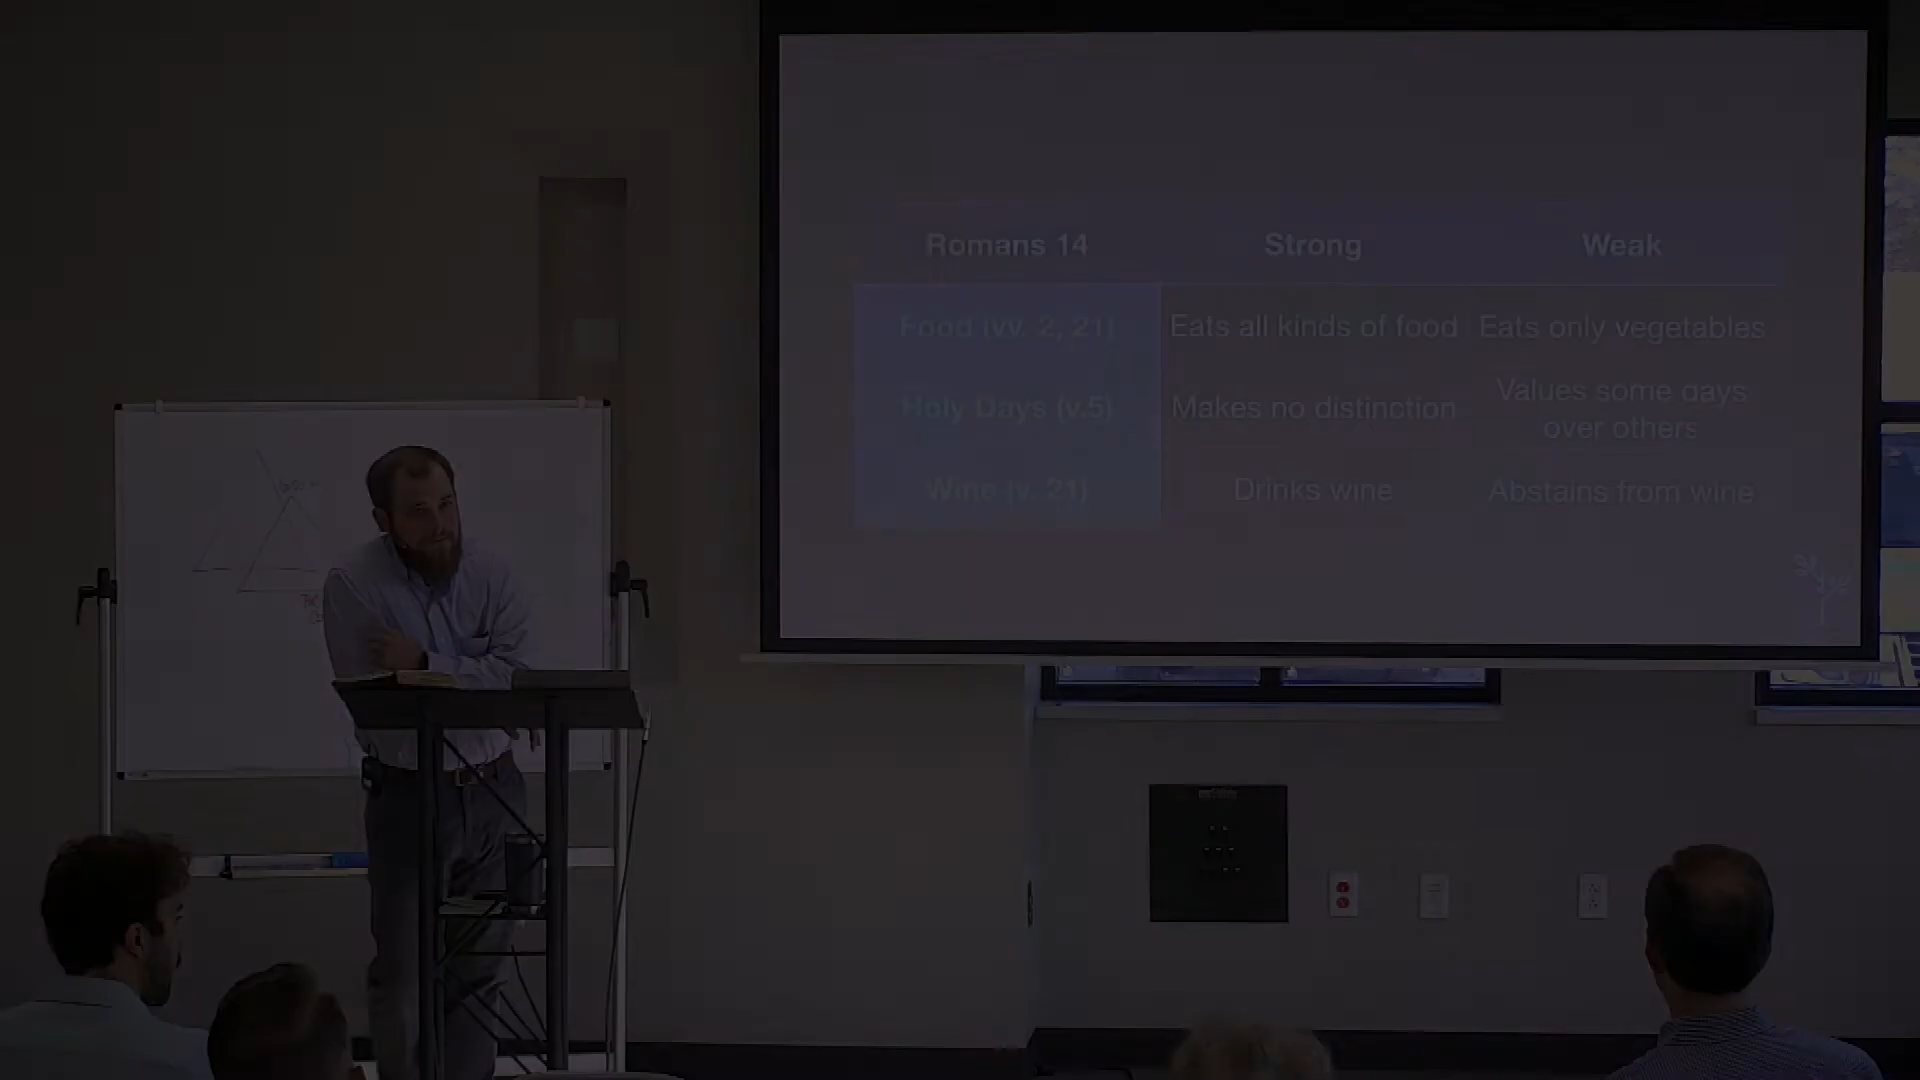 Romans 14 Strong Weak
Food (vv. 2, 21) Eats all kinds of food Eats only vegetables
Holy Days (v.5) Makes no distinction Values some days
over others
Wine (v. 21) Drinks wine Abstains from wine